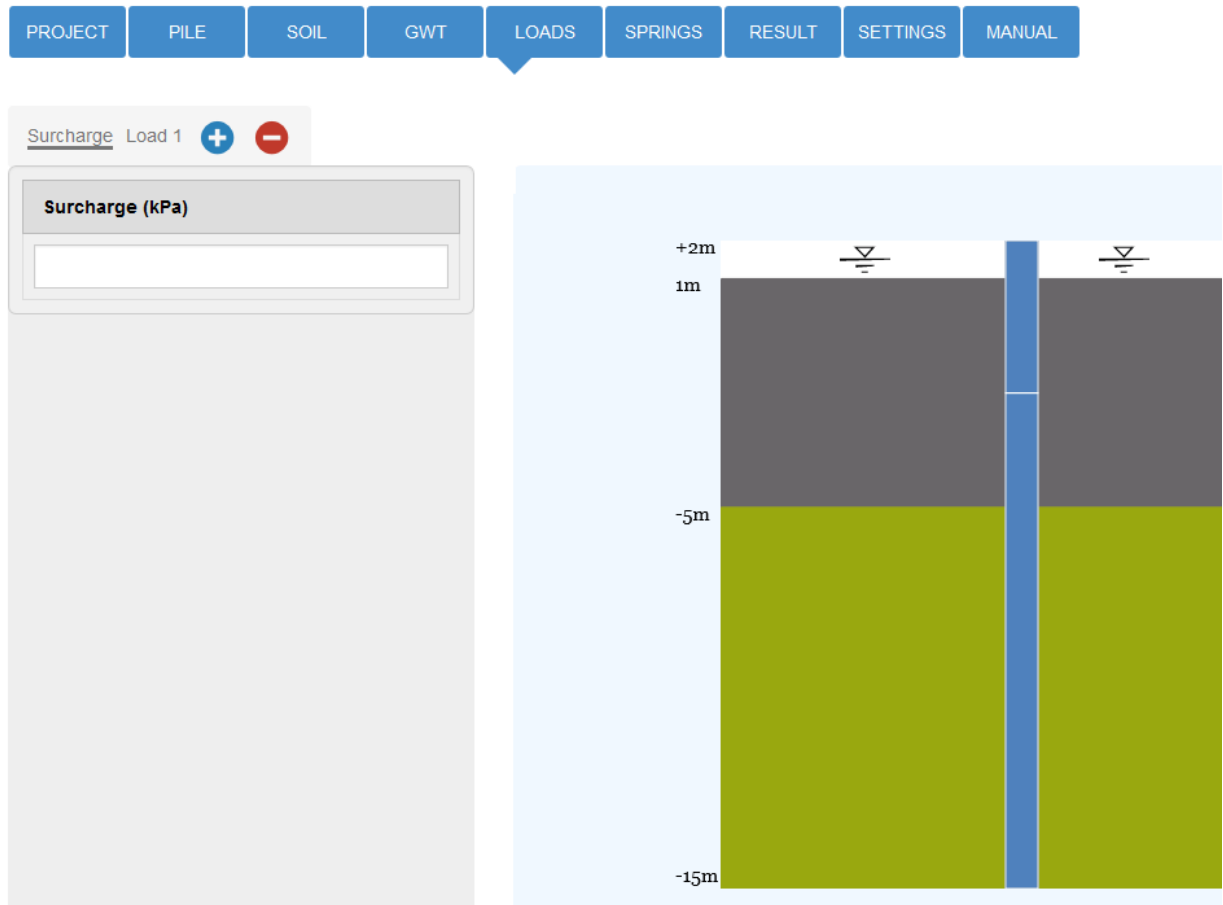 PROJECT PILE SOIL GWT LOADS SPRINGS RESULT SETTINGS MANUAL
Surcharge Load 1
Surcharge (kPa)
+2m
1m
-5m
-15m